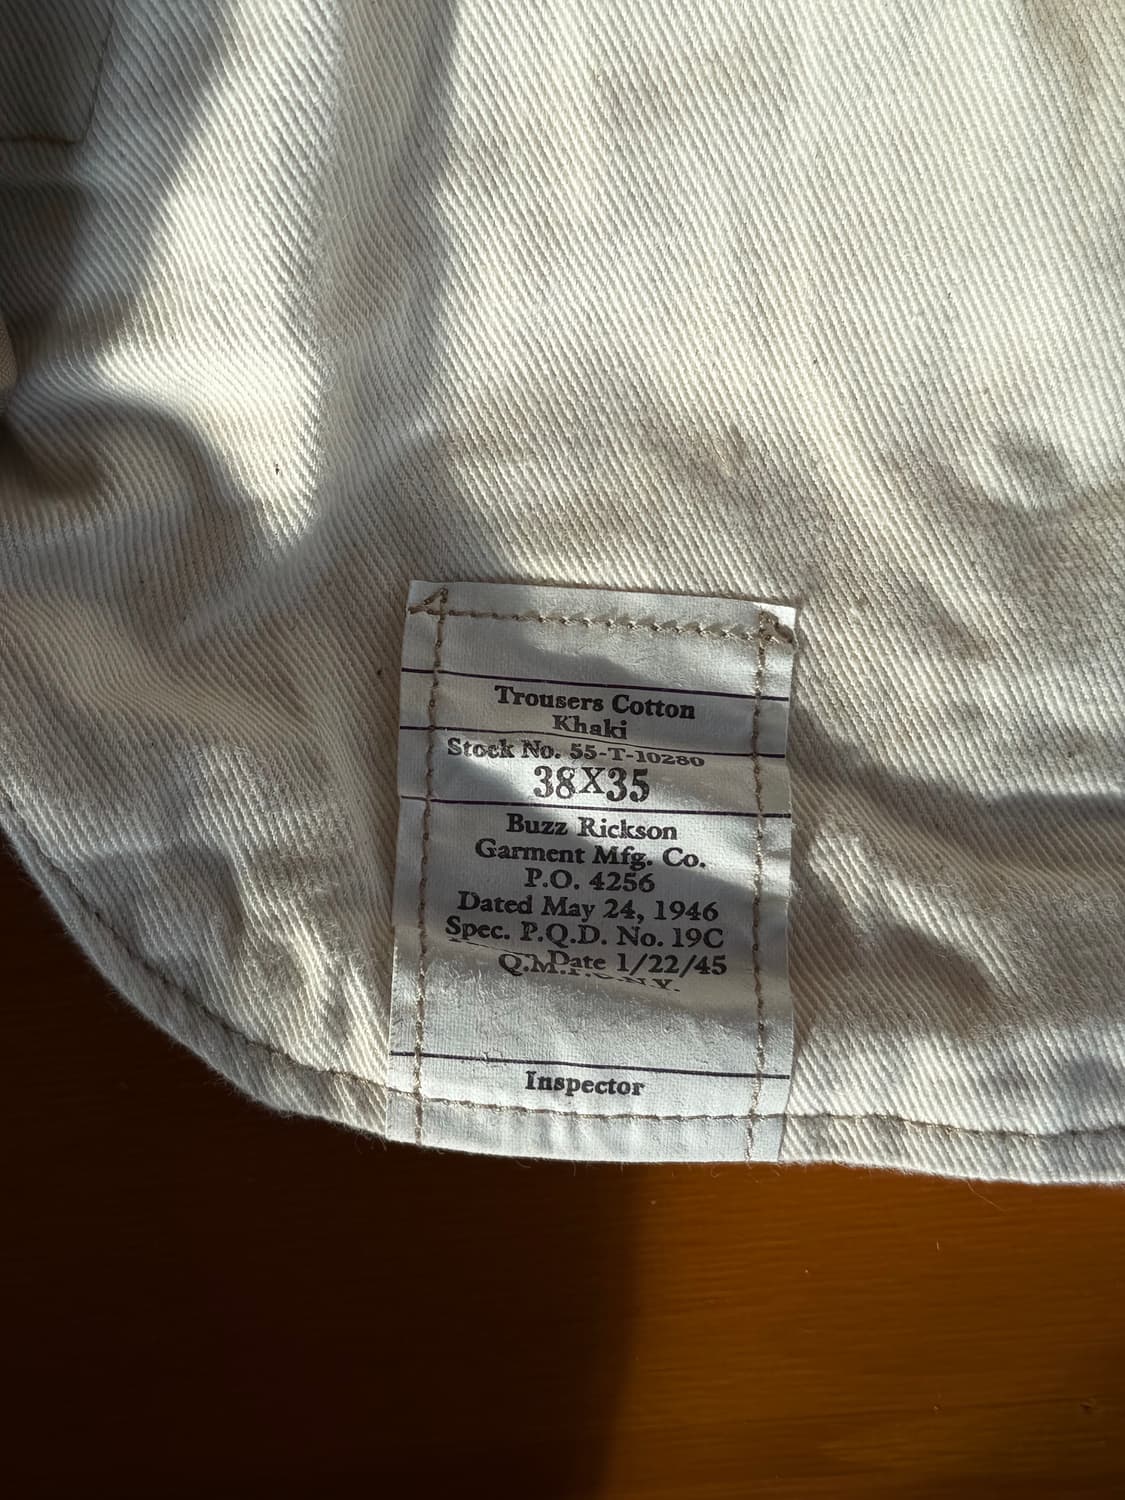 Trousers Cotton
Khaki
Stock No. 55-T-10280
38X35
Buzz Rickson
Garment Mfg. Co.
P.O. 4256
Dated May 24, 1946
Spec. P.Q.D. No. 19C
Date 1/22/45
Inspector